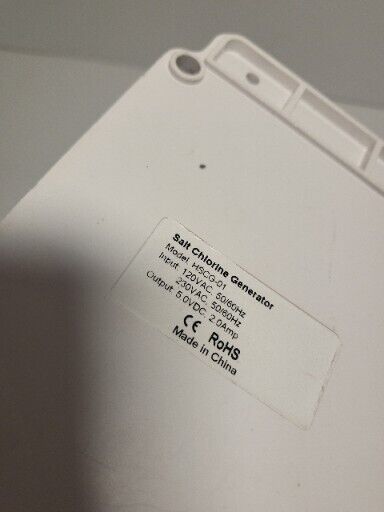 Salt Chlorine Generator
Model: HSCG-01
Input: 120VAC, 50/60Hz
230VAC, 50/60Hz
Output: 5.0VDC, 2.0Amp
CE RoHS
Made in China